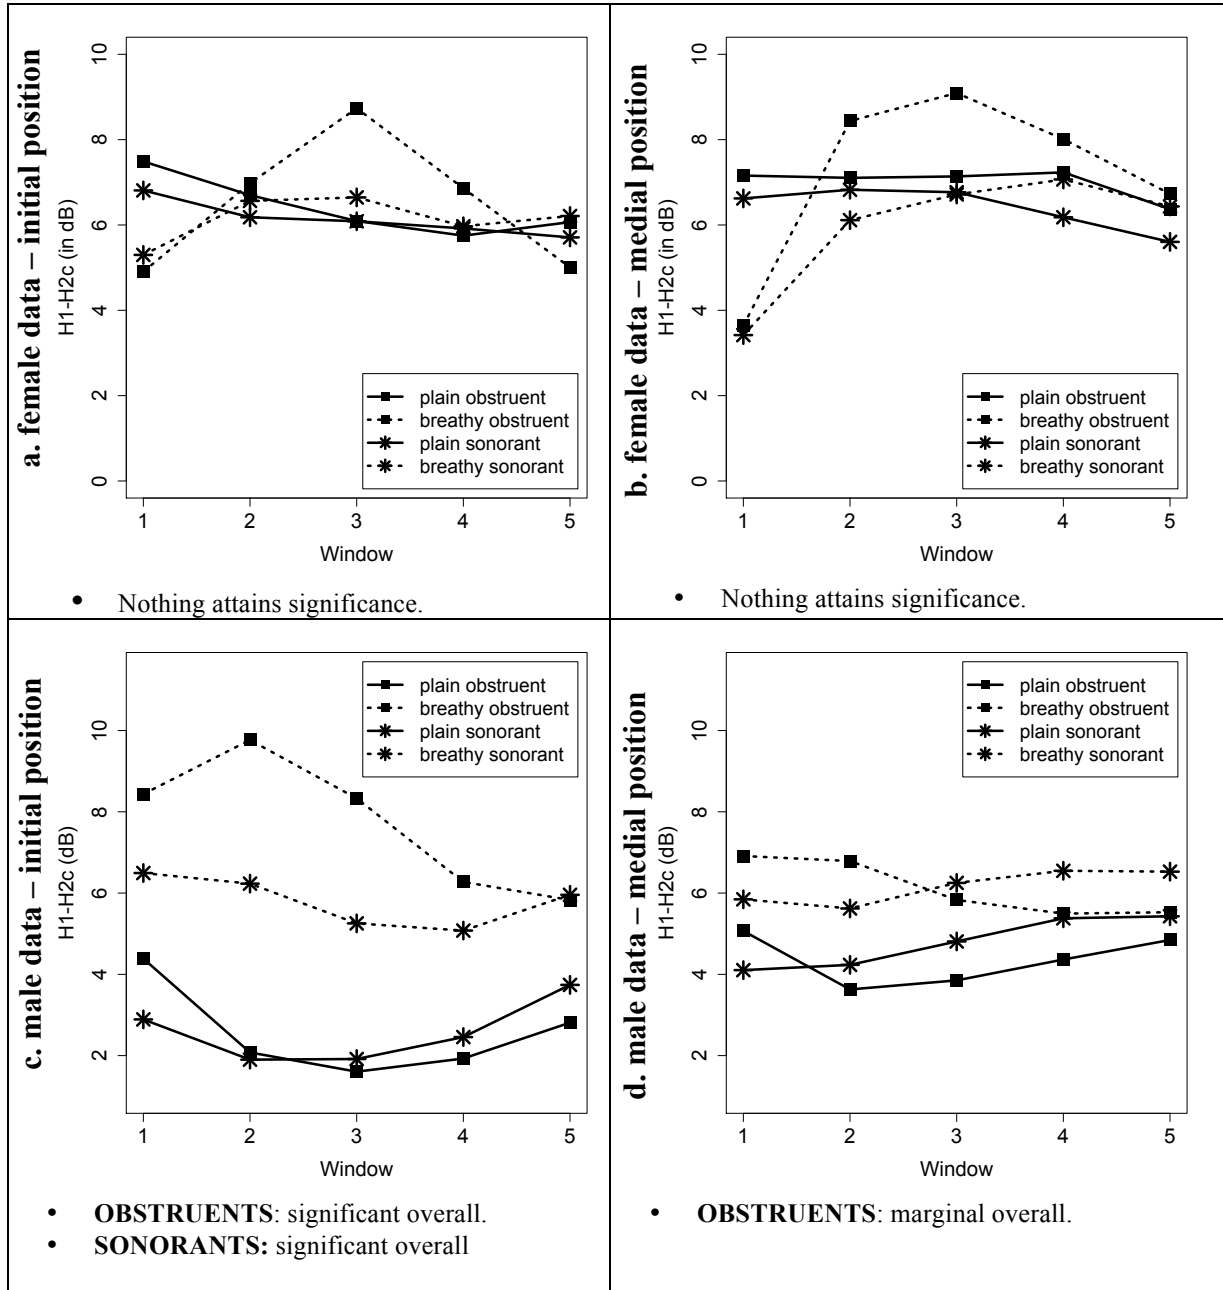 a. female data – initial position
H1-H2c (in dB)
10
8
6
4
2
0
plain obstruent
breathy obstruent
plain sonorant
breathy sonorant
1 2 3 4 5
Window
• Nothing attains significance.
b. female data – medial position
H1-H2c (in dB)
10
8
6
4
2
0
plain obstruent
breathy obstruent
plain sonorant
breathy sonorant
1 2 3 4 5
Window
• Nothing attains significance.
c. male data – initial position
H1-H2c (dB)
10
8
6
4
2
plain obstruent
breathy obstruent
plain sonorant
breathy sonorant
1 2 3 4 5
Window
• OBSTRUENTS: significant overall.
• SONORANTS: significant overall
d. male data – medial position
H1-H2c (dB)
10
8
6
4
2
plain obstruent
breathy obstruent
plain sonorant
breathy sonorant
1 2 3 4 5
Window
• OBSTRUENTS: marginal overall.